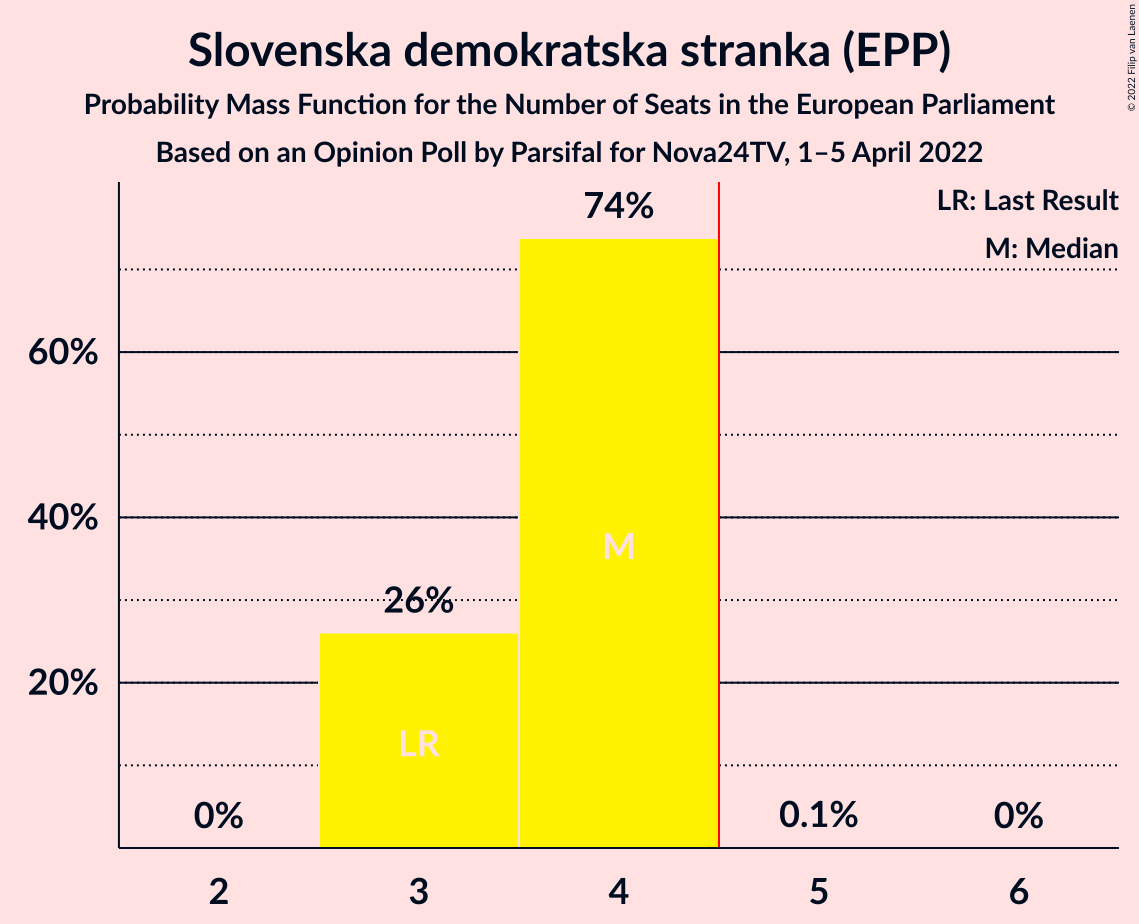 Slovenska demokratska stranka (EPP)
Probability Mass Function for the Number of Seats in the European Parliament
Based on an Opinion Poll by Parsifal for Nova24TV, 1–5 April 2022
© 2022 Filip van Laenen
LR: Last Result
M: Median
74%
60%
40%
20%
26%
M
LR
0%
0.1%
0%
2
3
4
5
6